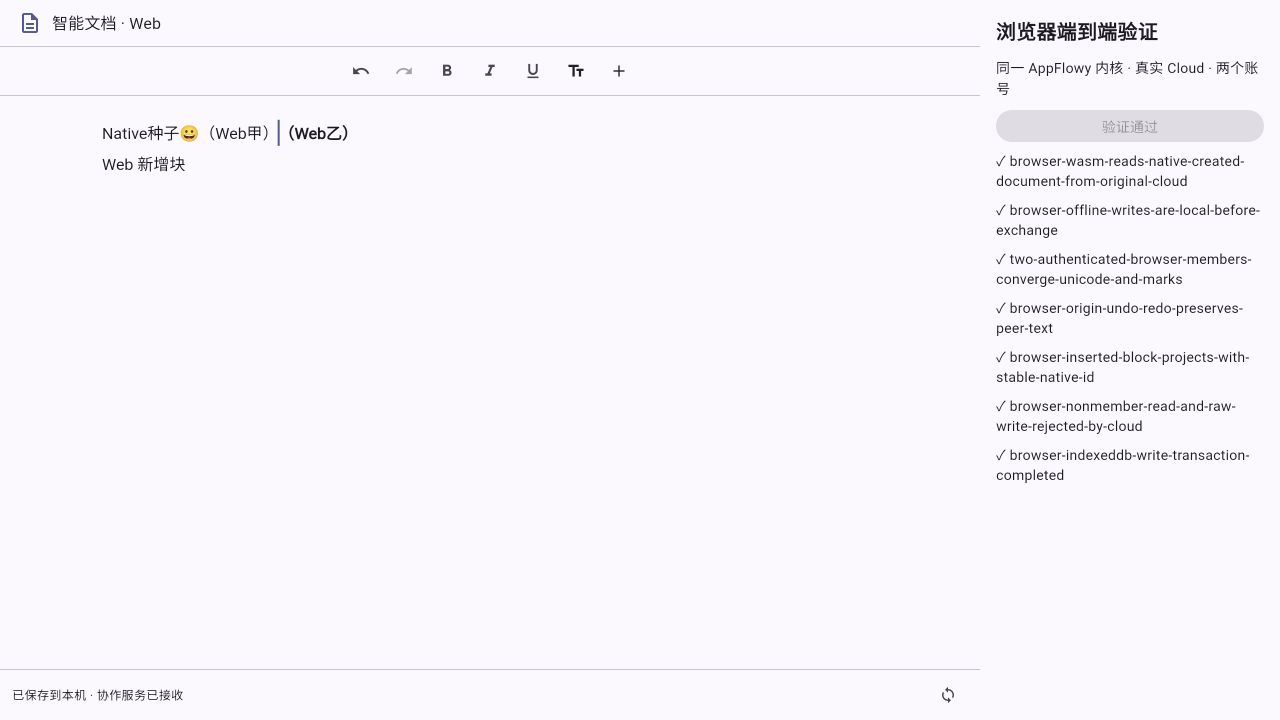 智能文档 · Web
B I U Tt +
Native种子😀（Web甲）（Web乙）
Web 新增块
已保存到本机 · 协作服务已接收
浏览器端到端验证
同一 AppFlowy 内核 · 真实 Cloud · 两个账
号
验证通过
✓ browser-wasm-reads-native-created-
document-from-original-cloud
✓ browser-offline-writes-are-local-before-
exchange
✓ two-authenticated-browser-members-
converge-unicode-and-marks
✓ browser-origin-undo-redo-preserves-
peer-text
✓ browser-inserted-block-projects-with-
stable-native-id
✓ browser-nonmember-read-and-raw-
write-rejected-by-cloud
✓ browser-indexeddb-write-transaction-
completed